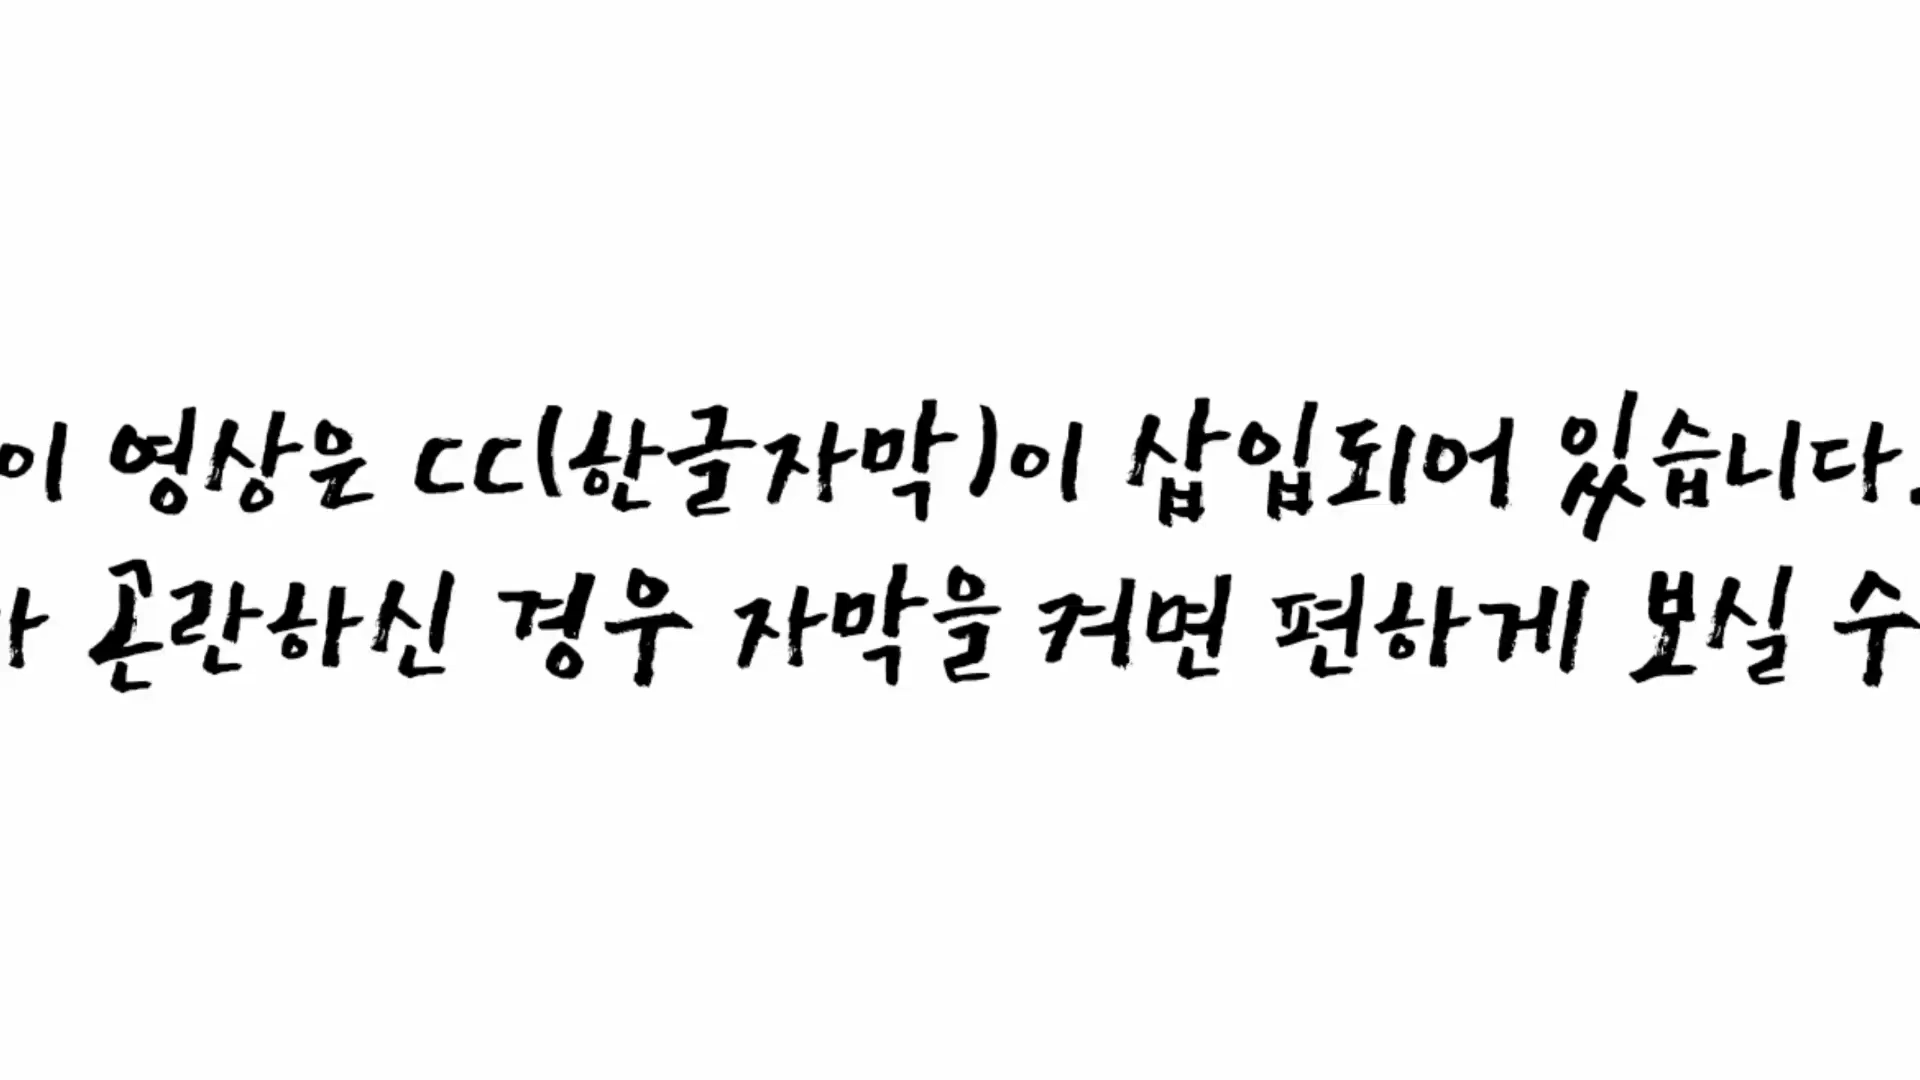 이 영상은 CC(한글자막)이 삽입되어 있습니다.
곤란하신 경우 자막을 켜면 편하게 보실 수